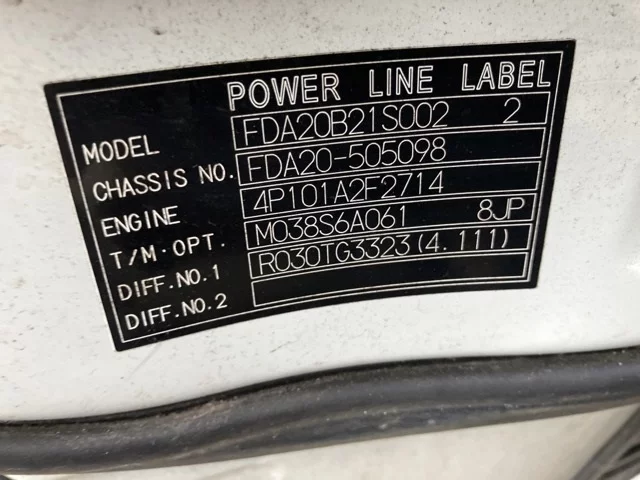 POWER LINE LABEL
MODEL FDA20B21S002 2
CHASSIS NO. FDA20-505098
ENGINE 4P101A2F2714
T/M·OPT. M038S6A061 8JP
DIFF.NO.1 R030TG3323(4.111)
DIFF.NO.2